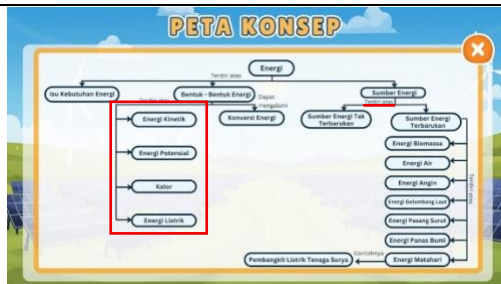 PETA KONSEP
X
Energi
Terdiri atas
Isu Kebutuhan Energi
Bentuk - Bentuk Energi
Sumber Energi
Terdiri atas
Dapat
mengalami
Terdiri atas
Energi Kinetik
Konversi Energi
Sumber Energi Tak
Terbarukan
Sumber Energi
Terbarukan
Energi Potensial
Kalor
Energi Listrik
Energi Biomassa
Energi Air
Energi Angin
Energi Gelombang Laut
Energi Pasang Surut
Energi Panas Bumi
Energi Matahari
Terdiri atas
Contohnya
Pembangkit Listrik Tenaga Surya